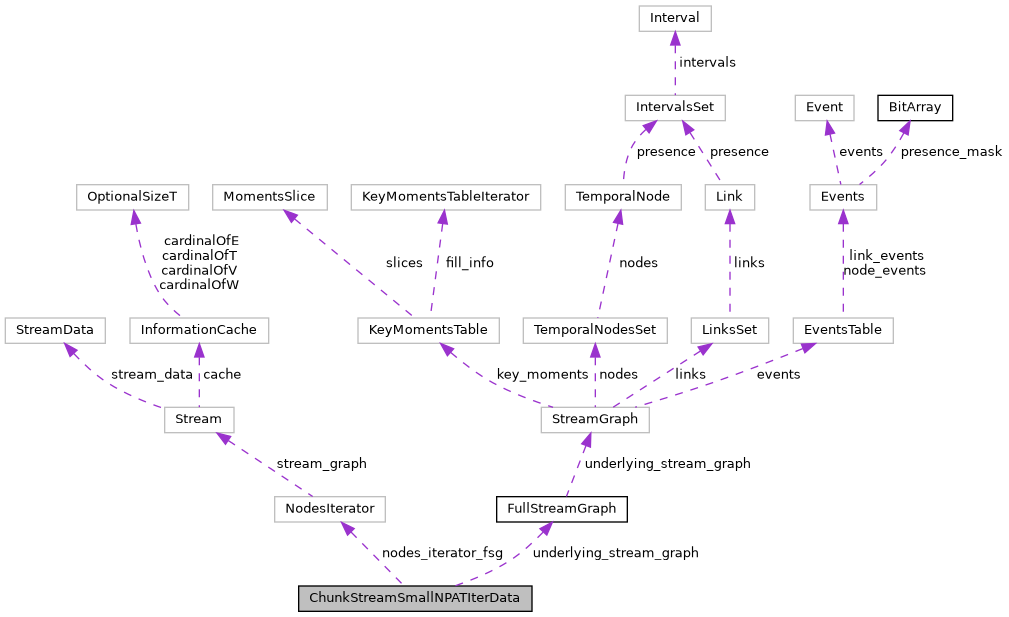 Interval
intervals
IntervalsSet
Event
BitArray
presence
presence
events
presence_mask
OptionalSizeT
MomentsSlice
KeyMomentsTableIterator
TemporalNode
Link
Events
cardinalOfE
cardinalOfT
cardinalOfV
cardinalOfW
slices
fill_info
nodes
links
link_events
node_events
StreamData
InformationCache
KeyMomentsTable
TemporalNodesSet
LinksSet
EventsTable
stream_data
cache
key_moments
nodes
links
events
Stream
StreamGraph
stream_graph
underlying_stream_graph
NodesIterator
FullStreamGraph
nodes_iterator_fsg
underlying_stream_graph
ChunkStreamSmallNPATIterData